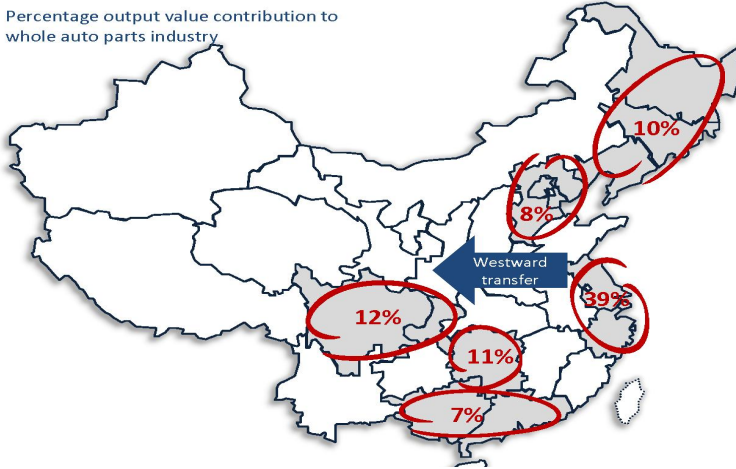 Percentage output value contribution to
whole auto parts industry
10%
8%
Westward
transfer
39%
12%
11%
7%